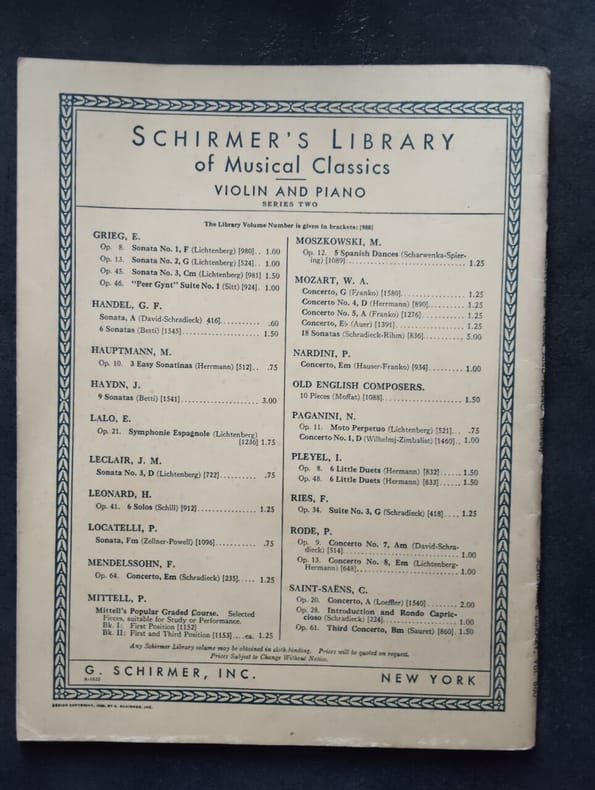 SCHIRMER'S LIBRARY
of Musical Classics
VIOLIN AND PIANO
SERIES TWO
The Library Volume Number is given in brackets: [988]
GRIEG, E.
Op. 8. Sonata No. 1, F (Lichtenberg) [980].. 1.00
Op. 13. Sonata No. 2, G (Lichtenberg) [524].. 1.00
Op. 45. Sonata No. 3, Cm (Lichtenberg) [981] 1.50
Op. 46. "Peer Gynt" Suite No. 1 (Sitt) [924]. 1.00
HANDEL, G. F.
Sonata, A (David-Schradieck) 416].......... .60
6 Sonatas (Betti) [1545].................... 1.50
HAUPTMANN, M.
Op. 10. 3 Easy Sonatinas (Herrmann) [512].. .75
HAYDN, J.
9 Sonatas (Betti) [1541].................... 3.00
LALO, E.
Op. 21. Symphonie Espagnole (Lichtenberg)
[1236] 1.75
LECLAIR, J. M.
Sonata No. 3, D (Lichtenberg) [722]......... .75
LEONARD, H.
Op. 41. 6 Solos (Schill) [912]............... 1.25
LOCATELLI, P.
Sonata, Fm (Zellner-Powell) [1096].......... .75
MENDELSSOHN, F.
Op. 64. Concerto, Em (Schradieck) [235].... 1.25
MITTELL, P.
Mittell's Popular Graded Course. Selected
Pieces, suitable for Study or Performance.
Bk. I: First Position [1152]
Bk. II: First and Third Position [1153]....ea. 1.25
MOSZKOWSKI, M.
Op. 12. 5 Spanish Dances (Scharwenka-Spier-
ing) [1089]............................ 1.25
MOZART, W. A.
Concerto, G (Franko) [1580]................. 1.25
Concerto No. 4, D (Herrmann) [890].......... 1.25
Concerto No. 5, A (Franko) [1276]........... 1.25
Concerto, E♭ (Auer) [1391].................. 1.25
18 Sonatas (Schradieck-Rihm) [836].......... 5.00
NARDINI, P.
Concerto, Em (Hauser-Franko) [934].......... 1.00
OLD ENGLISH COMPOSERS.
10 Pieces (Moffat) [1088]................... 1.50
PAGANINI, N.
Op. 11. Moto Perpetuo (Lichtenberg) [521]... .75
Concerto No. 1, D (Wilhelmj-Zimbalist) [1460].. 1.00
PLEYEL, I.
Op. 8. 6 Little Duets (Hermann) [832]...... 1.50
Op. 48. 6 Little Duets (Hermann) [833]..... 1.50
RIES, F.
Op. 34. Suite No. 3, G (Schradieck) [418].... 1.25
RODE, P.
Op. 9. Concerto No. 7, Am (David-Schra-
dieck) [514]............................ 1.00
Op. 13. Concerto No. 8, Em (Lichtenberg-
Hermann) [648]......................... 1.00
SAINT-SAËNS, C.
Op. 20. Concerto, A (Loeffler) [1540]........ 2.00
Op. 28. Introduction and Rondo Capric-
cioso (Schradieck) [224]................. 1.00
Op. 61. Third Concerto, Bm (Sauret) [860] 1.50
Any Schirmer Library volume may be obtained in cloth binding. Prices will be quoted on request.
Prices Subject to Change Without Notice.
G. SCHIRMER, INC. NEW YORK
DESIGN COPYRIGHT, BY G. SCHIRMER, INC.